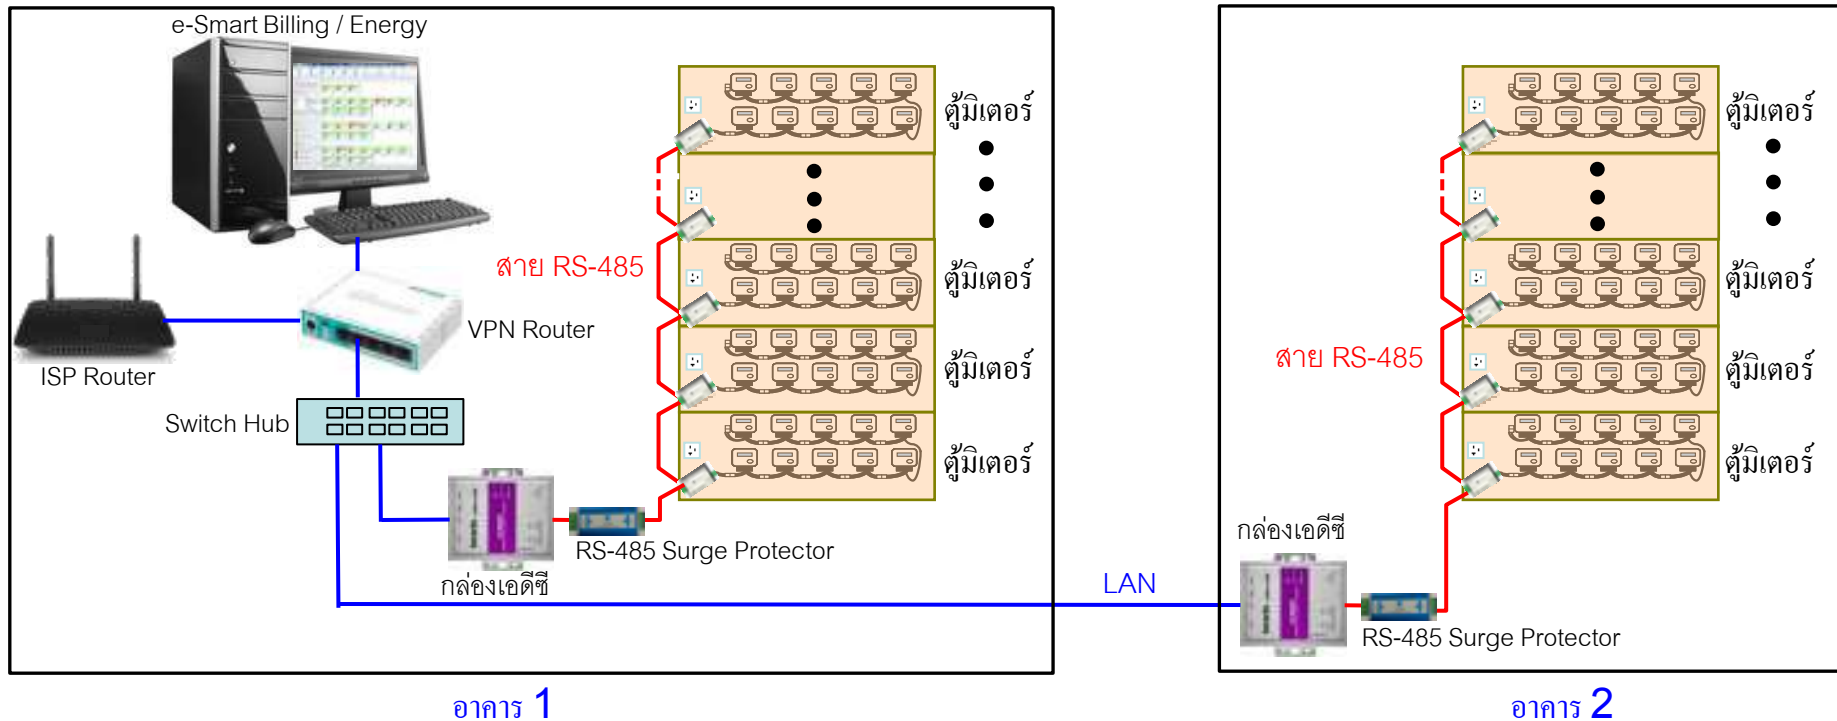 e-Smart Billing / Energy
ตู้มิเตอร์
สาย RS-485
ตู้มิเตอร์
VPN Router
ISP Router
ตู้มิเตอร์
Switch Hub
ตู้มิเตอร์
RS-485 Surge Protector
กล่องเอดีซี
LAN
อาคาร 1
ตู้มิเตอร์
ตู้มิเตอร์
สาย RS-485
ตู้มิเตอร์
ตู้มิเตอร์
กล่องเอดีซี
RS-485 Surge Protector
อาคาร 2